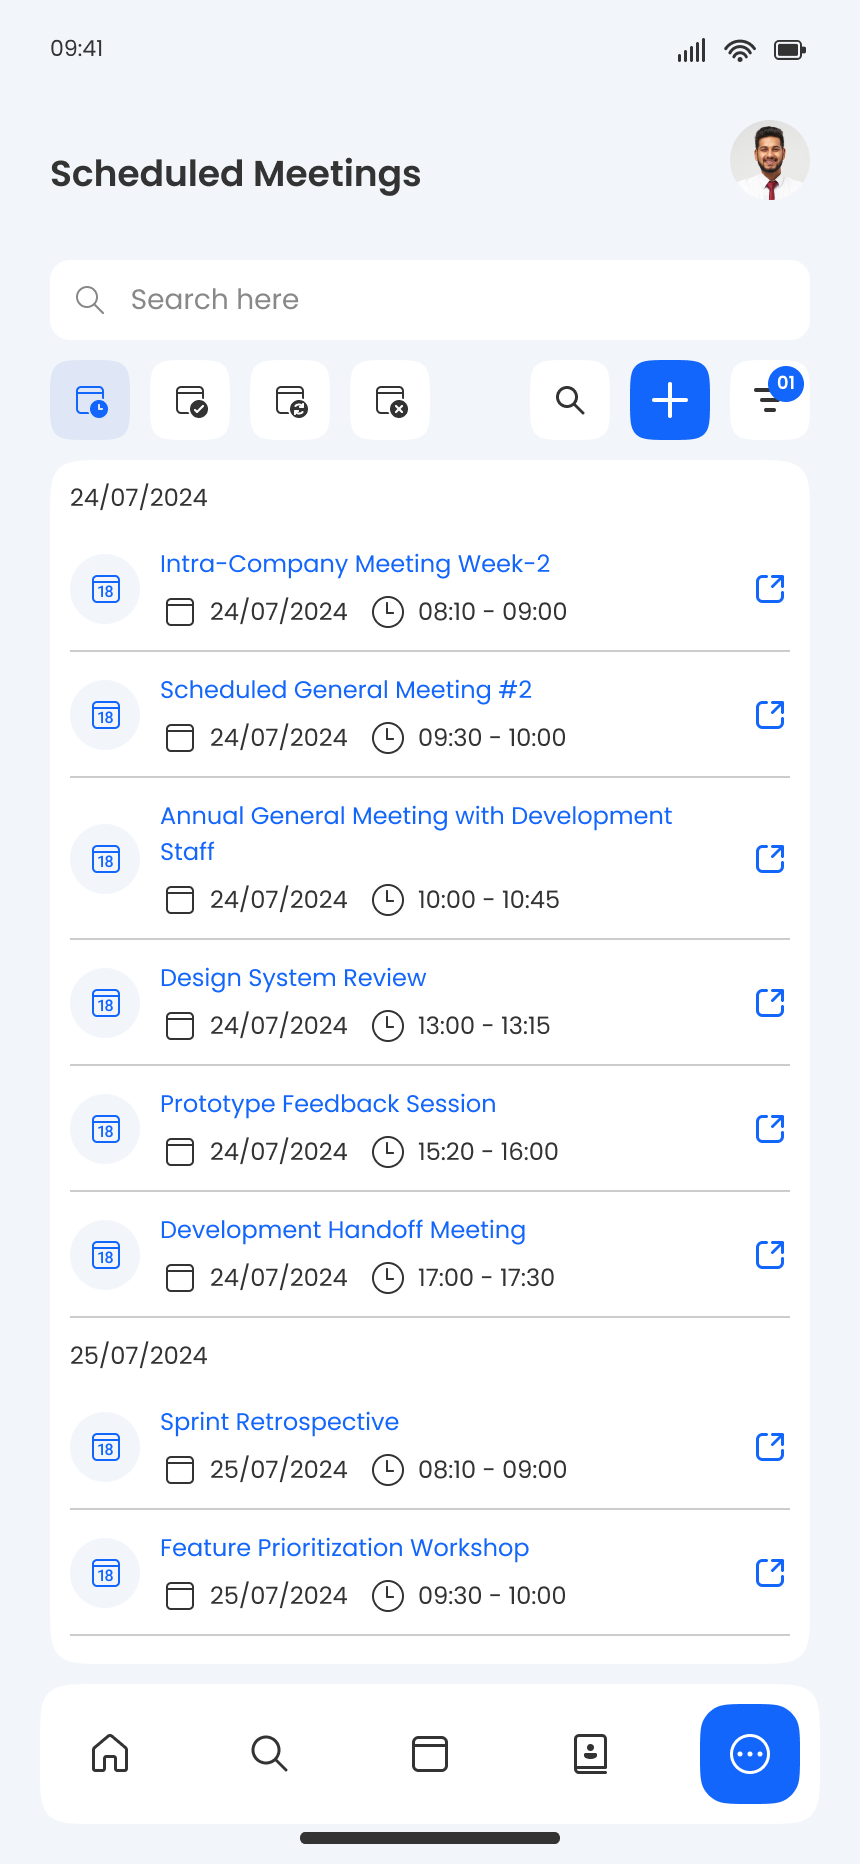 09:41
Scheduled Meetings
Search here
01
24/07/2024
Intra-Company Meeting Week-2
18
24/07/2024 08:10 - 09:00
Scheduled General Meeting #2
18
24/07/2024 09:30 - 10:00
Annual General Meeting with Development
Staff
18
24/07/2024 10:00 - 10:45
Design System Review
18
24/07/2024 13:00 - 13:15
Prototype Feedback Session
18
24/07/2024 15:20 - 16:00
Development Handoff Meeting
18
24/07/2024 17:00 - 17:30
25/07/2024
Sprint Retrospective
18
25/07/2024 08:10 - 09:00
Feature Prioritization Workshop
18
25/07/2024 09:30 - 10:00